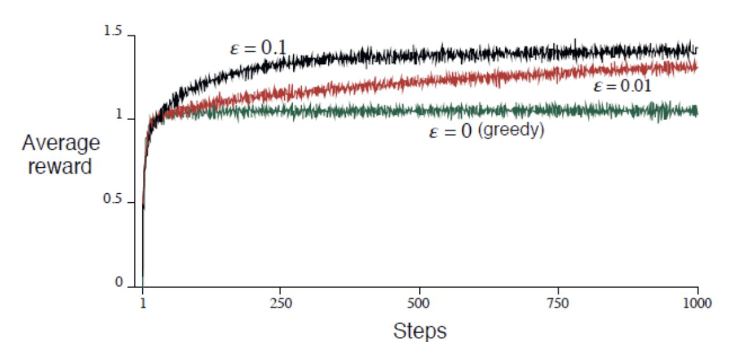 1.5
ε = 0.1
ε = 0.01
1
ε = 0 (greedy)
Average
reward
0.5
0
1 250 500 750 1000
Steps